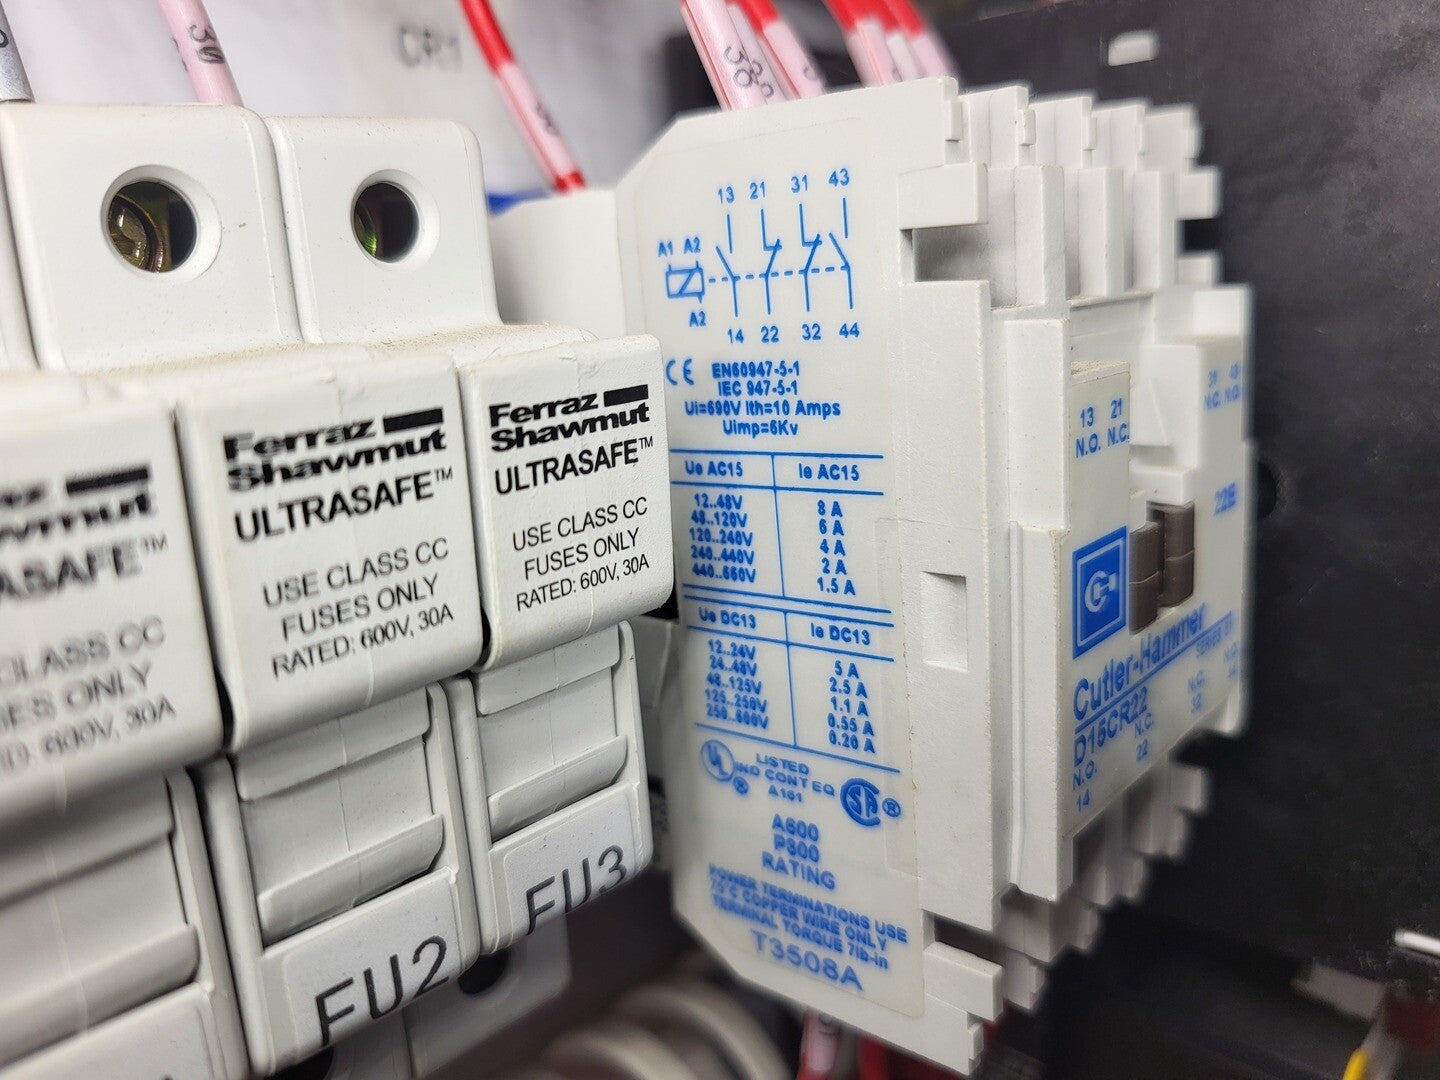 CR1
Ferraz
Shawmut
ULTRASAFE™
USE CLASS CC
FUSES ONLY
RATED: 600V, 30A
FU2
Ferraz
Shawmut
ULTRASAFE™
USE CLASS CC
FUSES ONLY
RATED: 600V, 30A
FU3
13 21 31 43
A1 A2
A2
14 22 32 44
CE EN60947-5-1
IEC 947-5-1
Ui=690V Ith=10 Amps
Uimp=6Kv
Ue AC15 Ie AC15
12..48V 8 A
48..120V 6 A
120..240V 4 A
240..440V 2 A
440..660V 1.5 A
Ue DC13 Ie DC13
12..24V 5 A
24..48V 2.5 A
48..125V 1.1 A
125..250V 0.55 A
250..600V 0.20 A
UL ® LISTED
IND CONT EQ
A161
SA ®
A600
P600
RATING
POWER TERMINATIONS USE
75°C COPPER WIRE ONLY
TERMINAL TORQUE 7lb-in
T3508A
13 21
N.O. N.C.
22E
Cutler-Hammer
D15CR22
N.O. N.C.
14 22